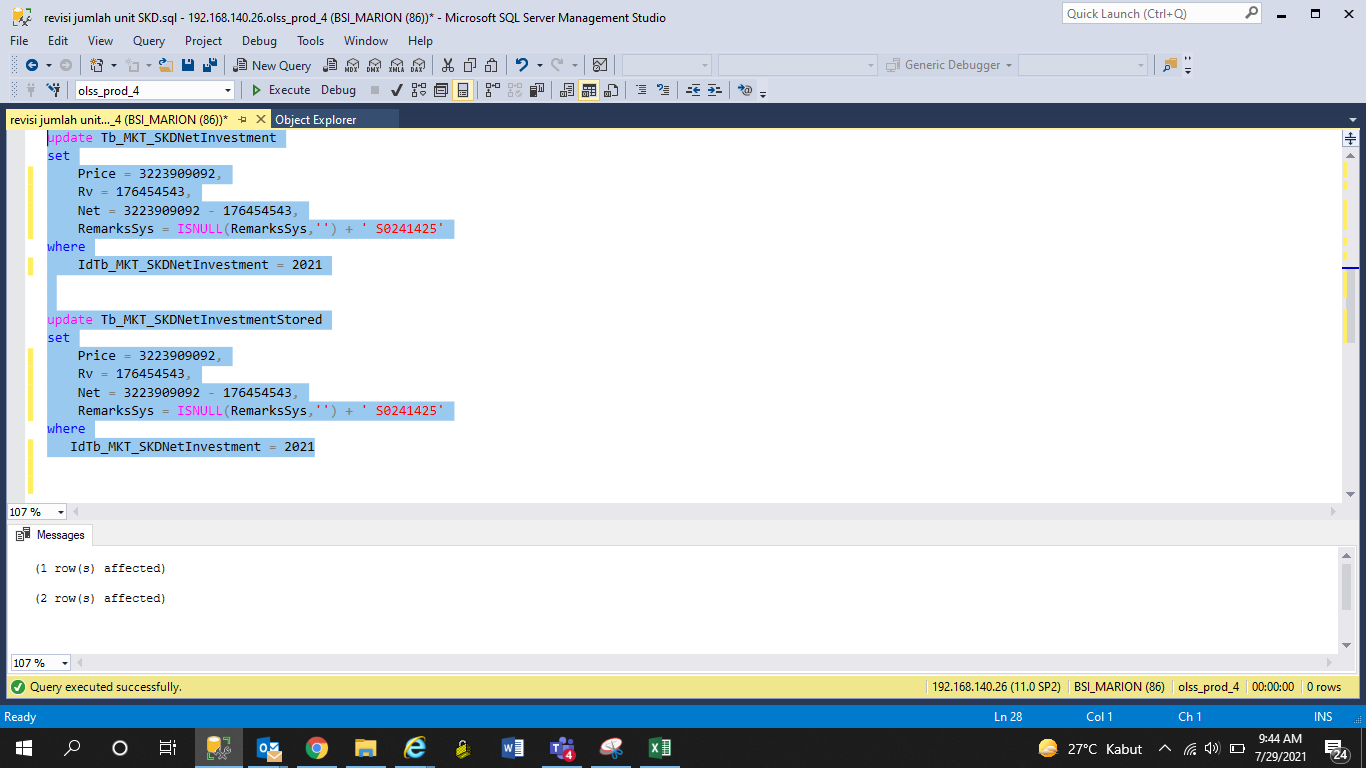 revisi jumlah unit SKD.sql - 192.168.140.26.olss_prod_4 (BSI_MARION (86))* - Microsoft SQL Server Management Studio
Quick Launch (Ctrl+Q)
File Edit View Query Project Debug Tools Window Help
New Query MDX DMX XMLA DAX Generic Debugger
olss_prod_4 Execute Debug
revisi jumlah unit..._4 (BSI_MARION (86))* Object Explorer
update Tb_MKT_SKDNetInvestment
set
Price = 3223909092,
Rv = 176454543,
Net = 3223909092 - 176454543,
RemarksSys = ISNULL(RemarksSys,'') + ' S0241425'
where
IdTb_MKT_SKDNetInvestment = 2021
update Tb_MKT_SKDNetInvestmentStored
set
Price = 3223909092,
Rv = 176454543,
Net = 3223909092 - 176454543,
RemarksSys = ISNULL(RemarksSys,'') + ' S0241425'
where
IdTb_MKT_SKDNetInvestment = 2021
107 %
Messages
(1 row(s) affected)
(2 row(s) affected)
107 %
Query executed successfully. 192.168.140.26 (11.0 SP2) BSI_MARION (86) olss_prod_4 00:00:00 0 rows
Ready Ln 28 Col 1 Ch 1 INS
4 27°C Kabut 9:44 AM
7/29/2021 24